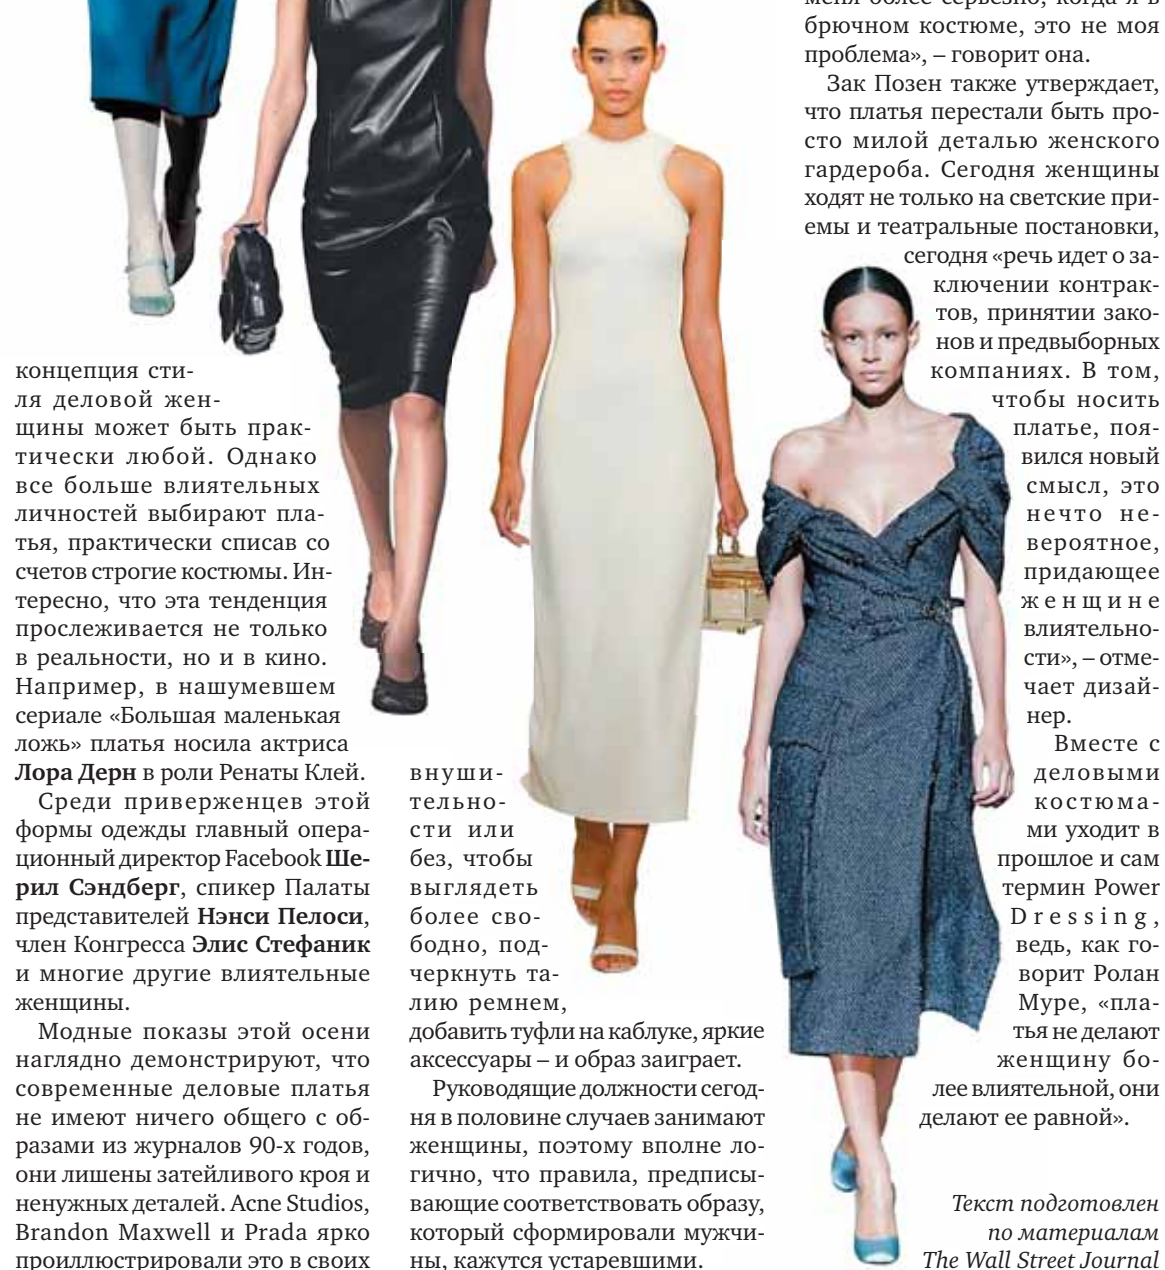 концепция сти-
ля деловой жен-
щины может быть прак-
тически любой. Однако
все больше влиятельных
личностей выбирают пла-
тья, практически списав со
счетов строгие костюмы. Ин-
тересно, что эта тенденция
прослеживается не только
в реальности, но и в кино.
Например, в нашумевшем
сериале «Большая маленькая
ложь» платья носила актриса
Лора Дерн в роли Ренаты Клей.
Среди приверженцев этой
формы одежды главный опера-
ционный директор Facebook Ше-
рил Сэндберг, спикер Палаты
представителей Нэнси Пелоси,
член Конгресса Элис Стефаник
и многие другие влиятельные
женщины.
Модные показы этой осени
наглядно демонстрируют, что
современные деловые платья
не имеют ничего общего с об-
разами из журналов 90-х годов,
они лишены затейливого кроя и
ненужных деталей. Acne Studios,
Brandon Maxwell и Prada ярко
проиллюстрировали это в своих
внуши-
тельно-
сти или
без, чтобы
выглядеть
более сво-
бодно, под-
черкнуть та-
лию ремнем,
добавить туфли на каблуке, яркие
аксессуары – и образ заиграет.
Руководящие должности сегод-
ня в половине случаев занимают
женщины, поэтому вполне ло-
гично, что правила, предписы-
вающие соответствовать образу,
который сформировали мужчи-
ны, кажутся устаревшими.
меня более серьезно, когда я в
брючном костюме, это не моя
проблема», – говорит она.
Зак Позен также утверждает,
что платья перестали быть про-
сто милой деталью женского
гардероба. Сегодня женщины
ходят не только на светские при-
емы и театральные постановки,
сегодня «речь идет о за-
ключении контрак-
тов, принятии зако-
нов и предвыборных
компаниях. В том,
чтобы носить
платье, поя-
вился новый
смысл, это
нечто не-
вероятное,
придающее
женщине
влиятельно-
сти», – отме-
чает дизай-
нер.
Вместе с
деловыми
костюма-
ми уходит в
прошлое и сам
термин Power
Dressing,
ведь, как го-
ворит Ролан
Муре, «пла-
тья не делают
женщину бо-
лее влиятельной, они
делают ее равной».
Текст подготовлен
по материалам
The Wall Street Journal